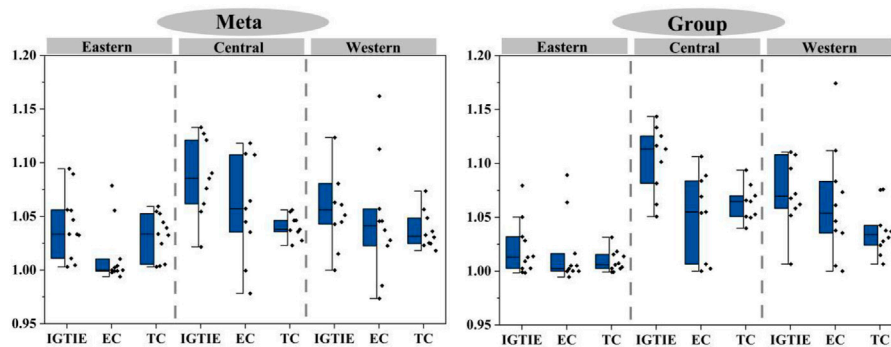 Meta
Eastern Central Western
1.20
1.15
1.10
1.05
1.00
0.95
IGTIE EC TC IGTIE EC TC IGTIE EC TC
Group
Eastern Central Western
1.20
1.15
1.10
1.05
1.00
0.95
IGTIE EC TC IGTIE EC TC IGTIE EC TC